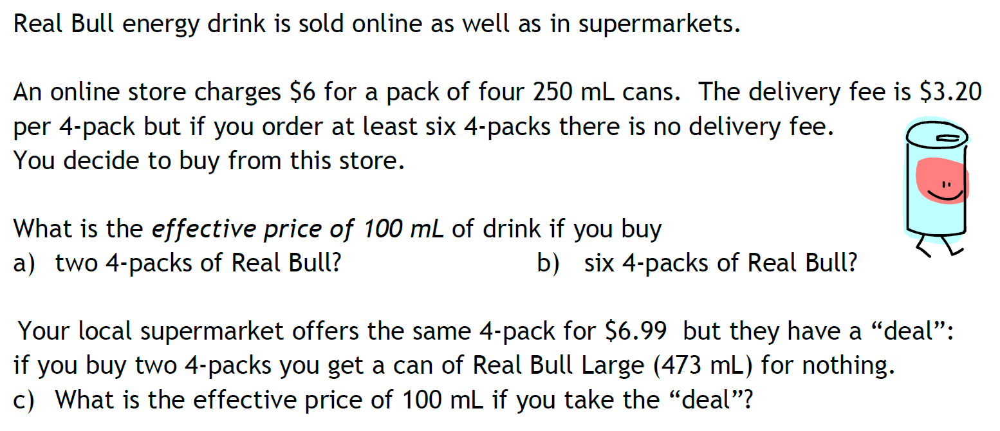 Real Bull energy drink is sold online as well as in supermarkets.
An online store charges $6 for a pack of four 250 mL cans.  The delivery fee is $3.20
per 4-pack but if you order at least six 4-packs there is no delivery fee.
You decide to buy from this store.
What is the effective price of 100 mL of drink if you buy
a)  two 4-packs of Real Bull?  b)  six 4-packs of Real Bull?
Your local supermarket offers the same 4-pack for $6.99  but they have a “deal”:
if you buy two 4-packs you get a can of Real Bull Large (473 mL) for nothing.
c)  What is the effective price of 100 mL if you take the “deal”?